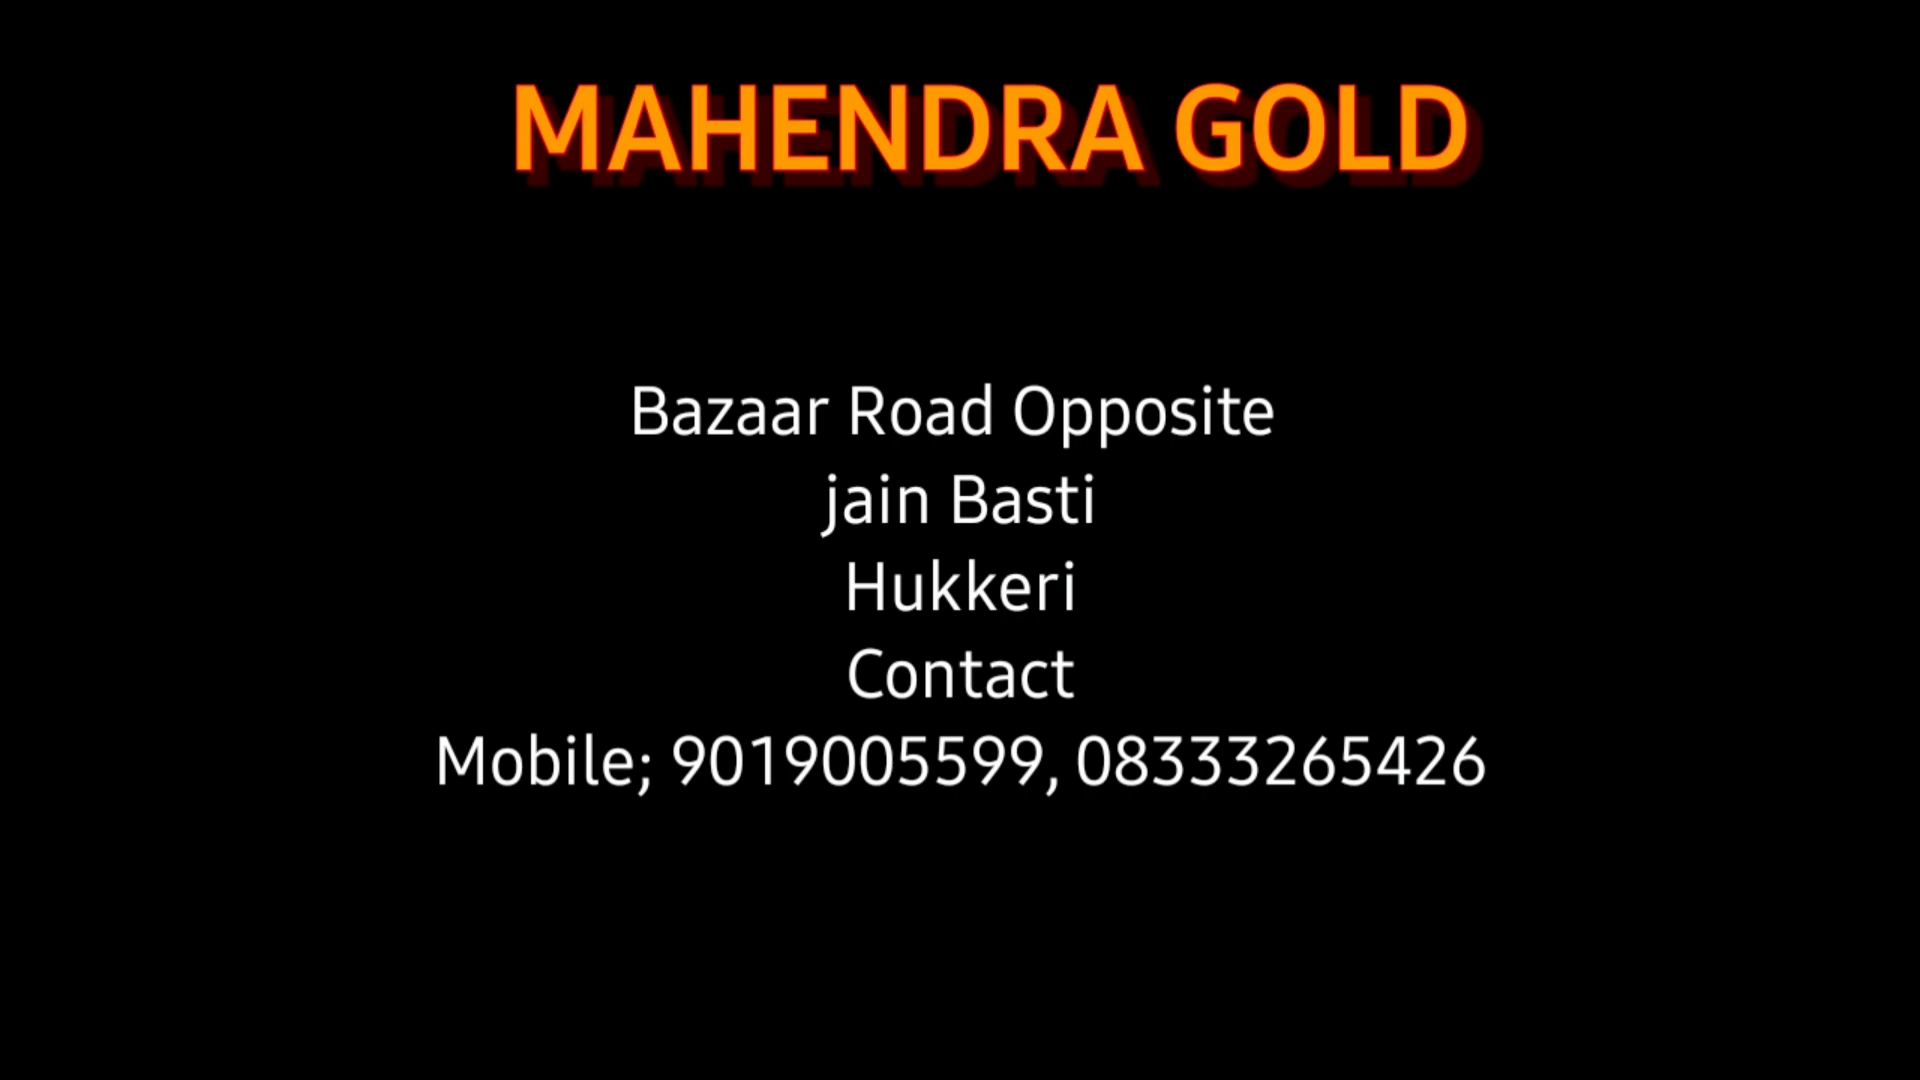 MAHENDRA GOLD
Bazaar Road Opposite
jain Basti
Hukkeri
Contact
Mobile; 9019005599, 08333265426